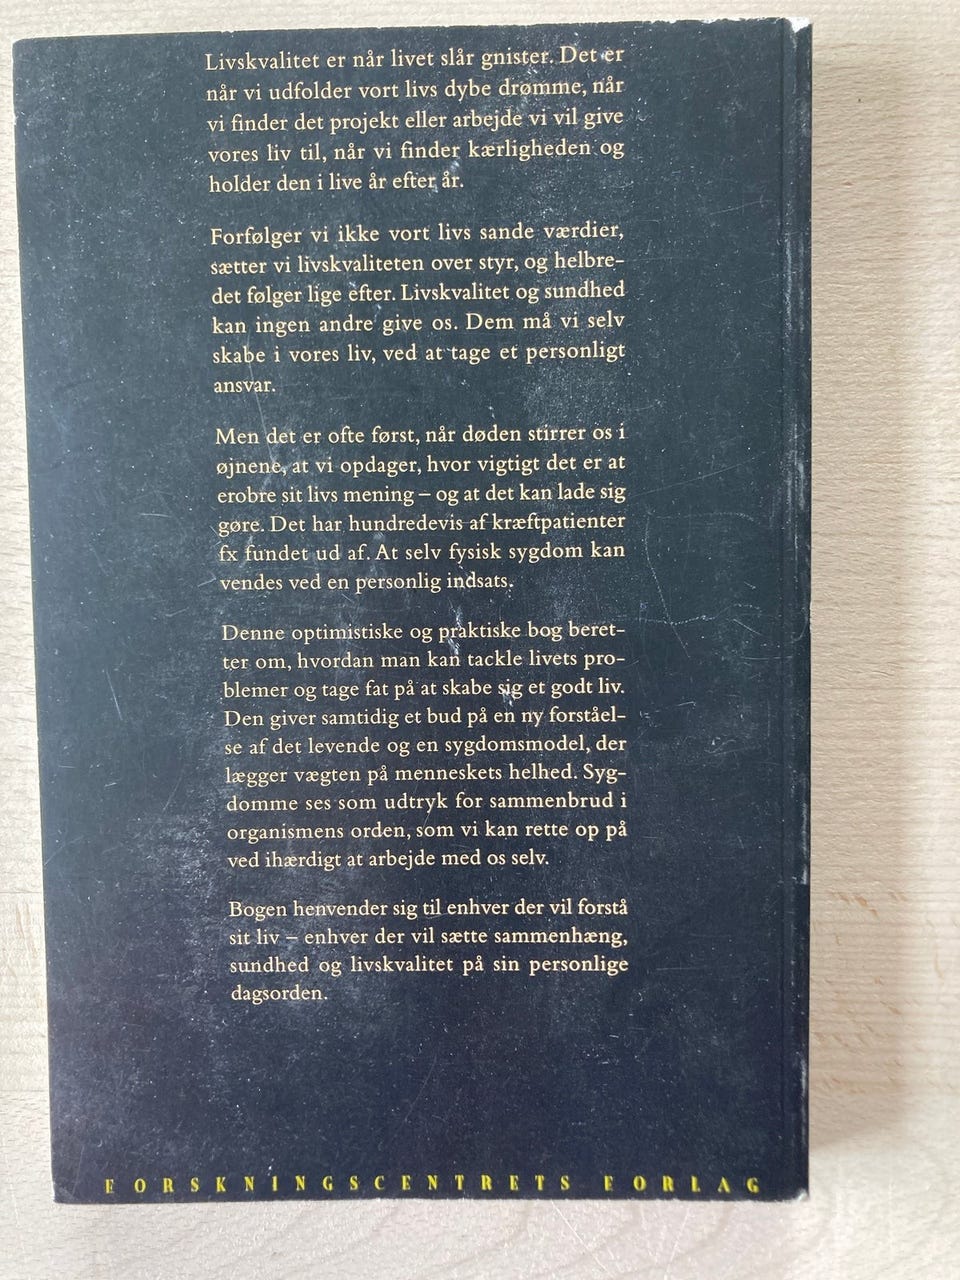 Livskvalitet er når livet slår gnister. Det er
når vi udfolder vort livs dybe drømme, når
vi finder det projekt eller arbejde vi vil give
vores liv til, når vi finder kærligheden og
holder den i live år efter år.
Forfølger vi ikke vort livs sande værdier,
sætter vi livskvaliteten over styr, og helbre-
det følger lige efter. Livskvalitet og sundhed
kan ingen andre give os. Dem må vi selv
skabe i vores liv, ved at tage et personligt
ansvar.
Men det er ofte først, når døden stirrer os i
øjnene, at vi opdager, hvor vigtigt det er at
erobre sit livs mening – og at det kan lade sig
gøre. Det har hundredevis af kræftpatienter
fx fundet ud af. At selv fysisk sygdom kan
vendes ved en personlig indsats.
Denne optimistiske og praktiske bog beret-
ter om, hvordan man kan tackle livets pro-
blemer og tage fat på at skabe sig et godt liv.
Den giver samtidig et bud på en ny forståel-
se af det levende og en sygdomsmodel, der
lægger vægten på menneskets helhed. Syg-
domme ses som udtryk for sammenbrud i
organismens orden, som vi kan rette op på
ved ihærdigt at arbejde med os selv.
Bogen henvender sig til enhver der vil forstå
sit liv – enhver der vil sætte sammenhæng,
sundhed og livskvalitet på sin personlige
dagsorden.
FORSKNINGSCENTRETS FORLAG